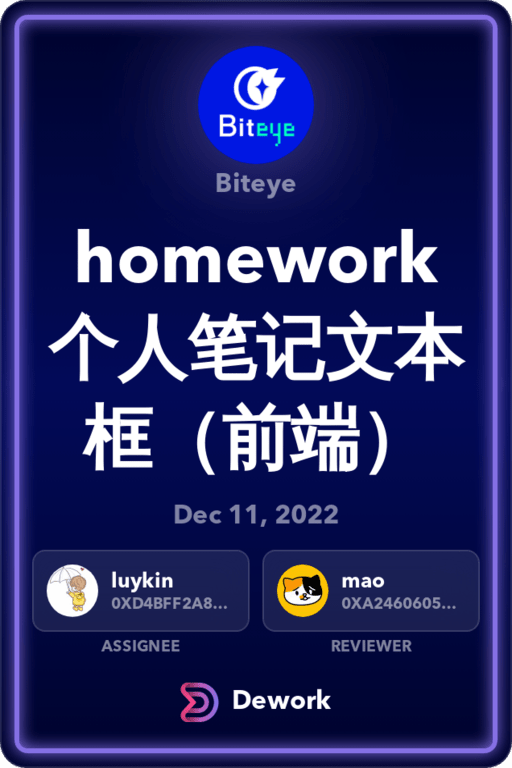 Biteye
Biteye
homework
个人笔记文本
框（前端）
Dec 11, 2022
luykin
0XD4BFF2A8...
mao
0XA2460605...
ASSIGNEE
REVIEWER
Dework